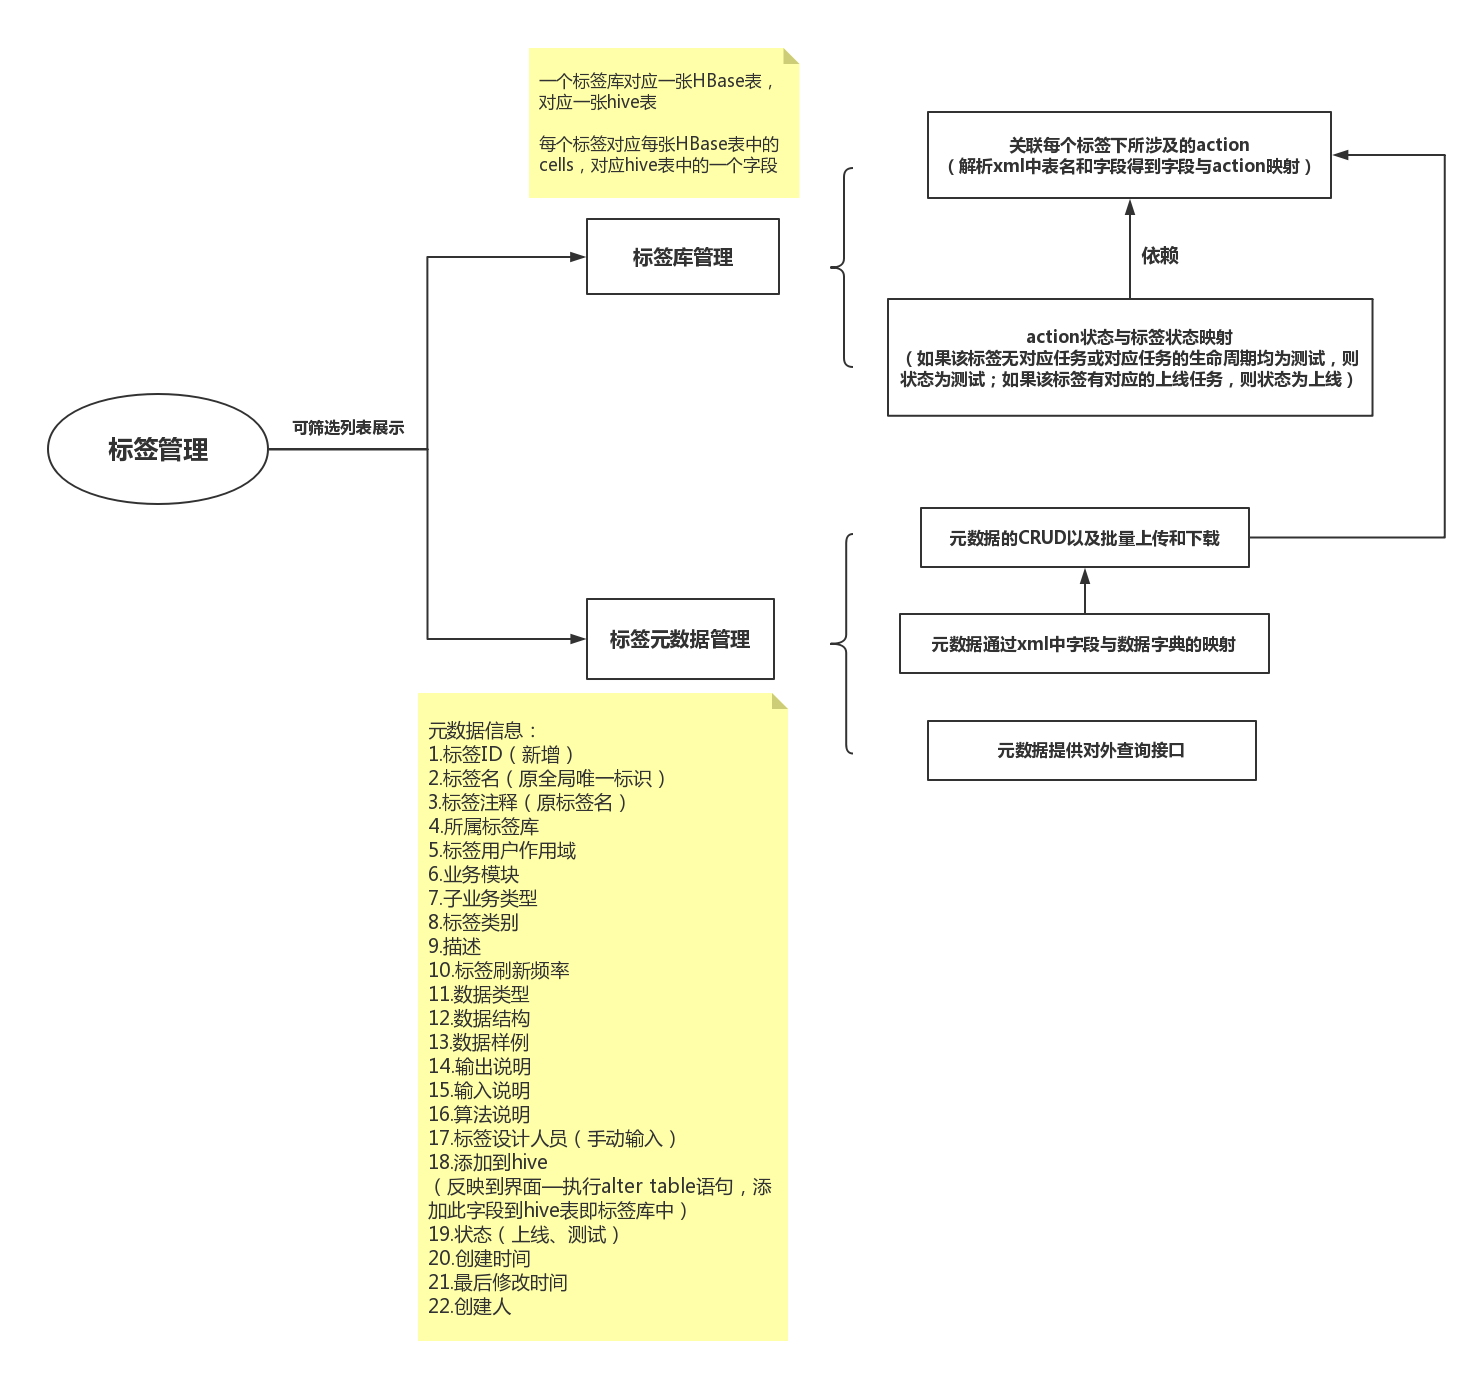 一个标签库对应一张HBase表，
对应一张hive表
每个标签对应每张HBase表中的
cells，对应hive表中的一个字段
关联每个标签下所涉及的action
（解析xml中表名和字段得到字段与action映射）
标签库管理
依赖
action状态与标签状态映射
（如果该标签无对应任务或对应任务的生命周期均为测试，则
状态为测试；如果该标签有对应的上线任务，则状态为上线）
标签管理
可筛选列表展示
元数据的CRUD以及批量上传和下载
标签元数据管理
元数据通过xml中字段与数据字典的映射
元数据提供对外查询接口
元数据信息：
1.标签ID（新增）
2.标签名（原全局唯一标识）
3.标签注释（原标签名）
4.所属标签库
5.标签用户作用域
6.业务模块
7.子业务类型
8.标签类别
9.描述
10.标签刷新频率
11.数据类型
12.数据结构
13.数据样例
14.输出说明
15.输入说明
16.算法说明
17.标签设计人员（手动输入）
18.添加到hive
（反映到界面—执行alter table语句，添
加此字段到hive表即标签库中）
19.状态（上线、测试）
20.创建时间
21.最后修改时间
22.创建人